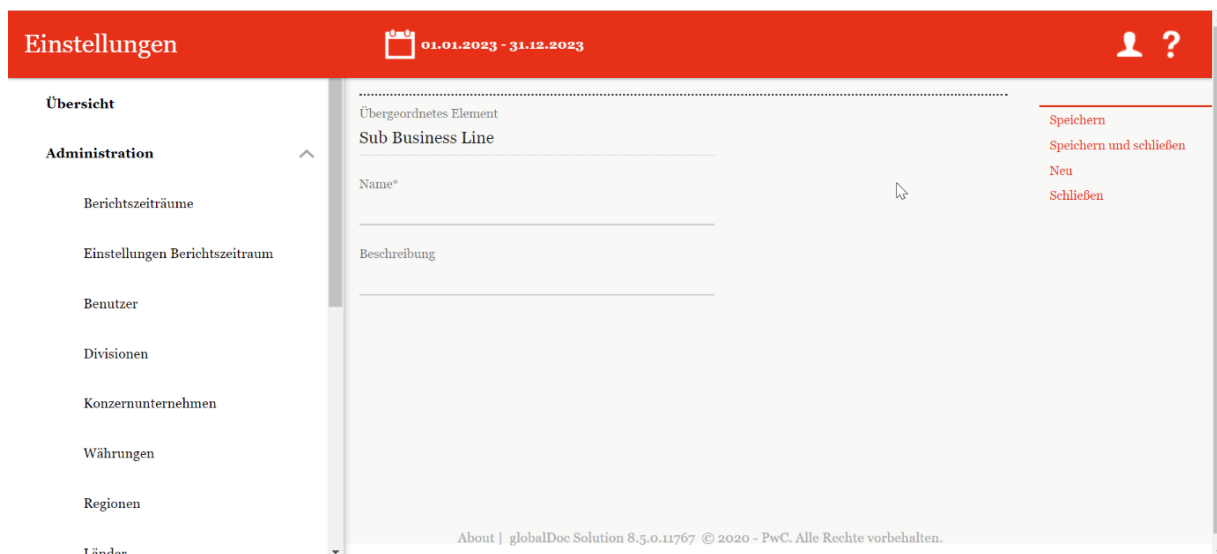 Einstellungen
01.01.2023 - 31.12.2023
?
Übersicht
Administration
Berichtszeiträume
Einstellungen Berichtszeitraum
Benutzer
Divisionen
Konzernunternehmen
Währungen
Regionen
Länder
Übergeordnetes Element
Sub Business Line
Name*
Beschreibung
Speichern
Speichern und schließen
Neu
Schließen
About | globalDoc Solution 8.5.0.11767 © 2020 - PwC. Alle Rechte vorbehalten.